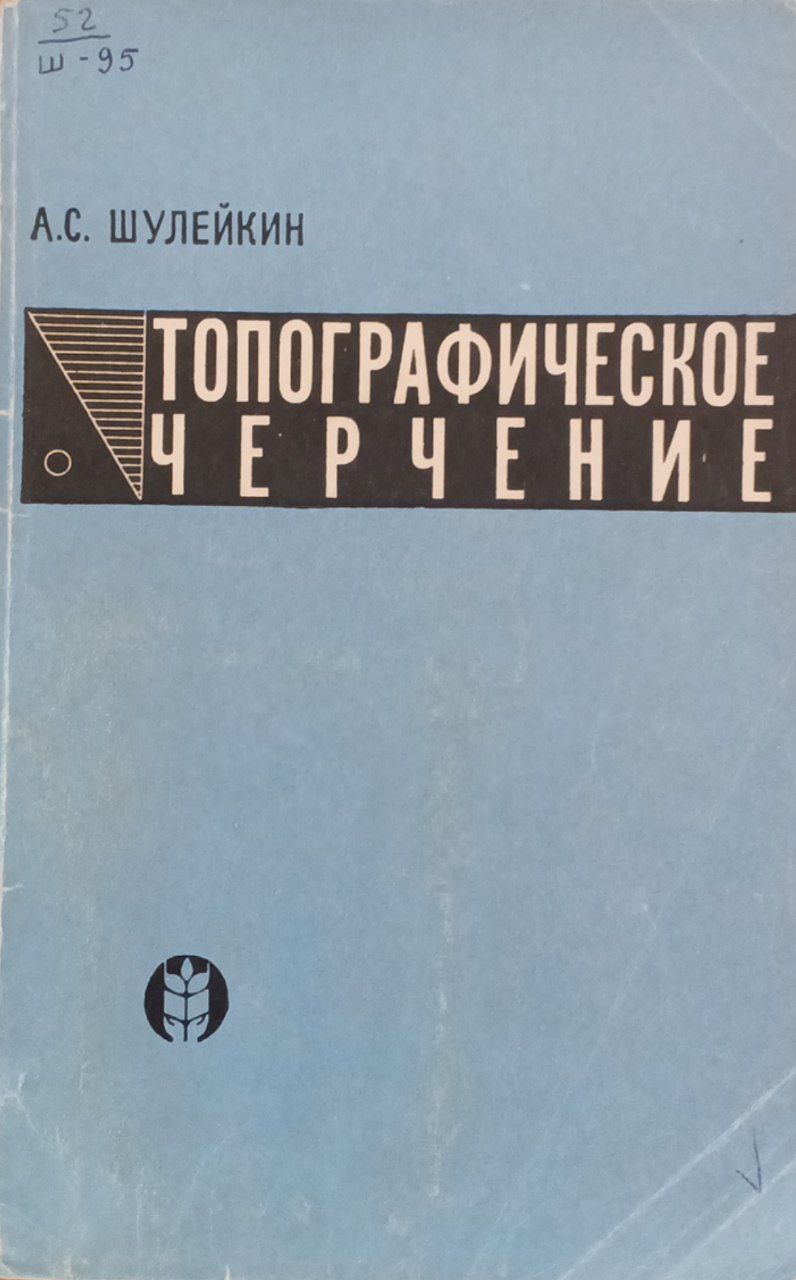 52
Ш-95
А.С. ШУЛЕЙКИН
ТОПОГРАФИЧЕСКОЕ
ЧЕРЧЕНИЕ